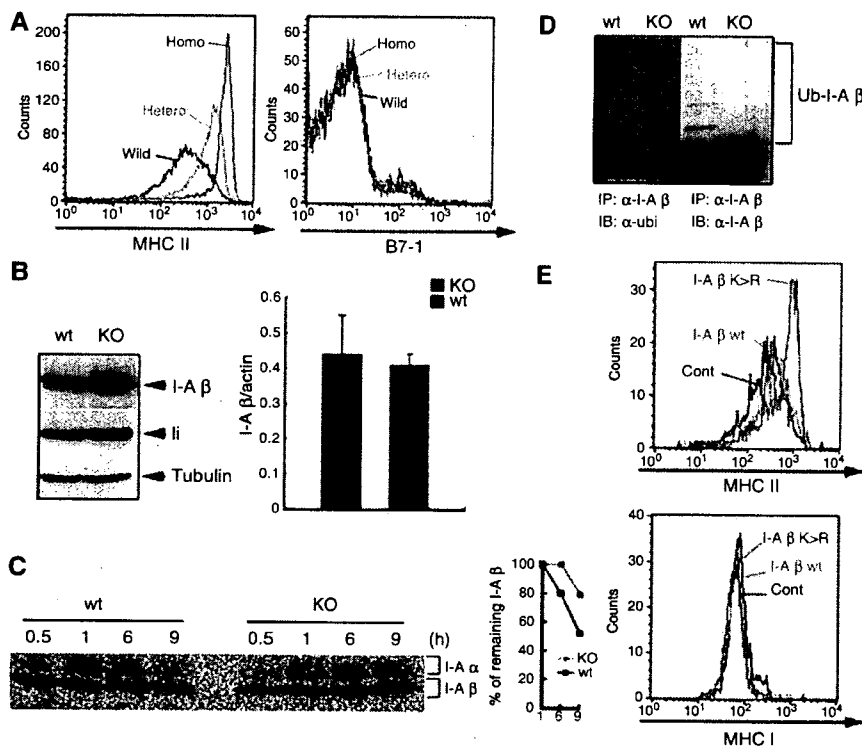 A
200
160
120
80
40
0
Counts
Homo
Hetero
Wild
10^0 10^1 10^2 10^3 10^4
MHC II
60
50
40
30
20
10
0
Counts
Homo
Hetero
Wild
10^0 10^1 10^2 10^3 10^4
B7-1
B
wt KO
I-A β
Ii
Tubulin
KO
wt
0.6
0.5
0.4
0.3
0.2
0.1
0
I-A β/actin
C
wt KO
0.5 1 6 9 0.5 1 6 9 (h)
I-A α
I-A β
100
80
60
40
20
0
% of remaining I-A β
KO
wt
1 6 9
D
wt KO wt KO
Ub-I-A β
IP: α-I-A β IP: α-I-A β
IB: α-ubi IB: α-I-A β
E
30
20
10
0
Counts
I-A β K>R
I-A β wt
Cont
10^0 10^1 10^2 10^3 10^4
MHC II
40
30
20
10
0
Counts
I-A β K>R
I-A β wt
Cont
10^0 10^1 10^2 10^3 10^4
MHC I